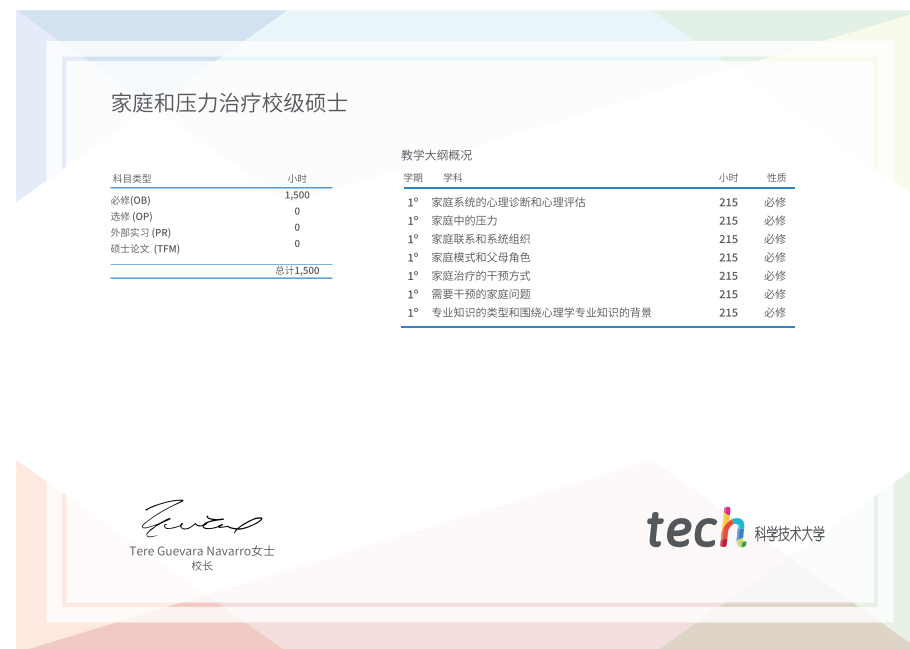 家庭和压力治疗校级硕士
科目类型 小时
必修(OB) 1,500
选修 (OP) 0
外部实习 (PR) 0
硕士论文 (TFM) 0
总计1,500
教学大纲概况
学期 学科 小时 性质
1º 家庭系统的心理诊断和心理评估 215 必修
1º 家庭中的压力 215 必修
1º 家庭联系和系统组织 215 必修
1º 家庭模式和父母角色 215 必修
1º 家庭治疗的干预方式 215 必修
1º 需要干预的家庭问题 215 必修
1º 专业知识的类型和围绕心理学专业知识的背景 215 必修
Tere Guevara Navarro女士
校长
tech 科学技术大学